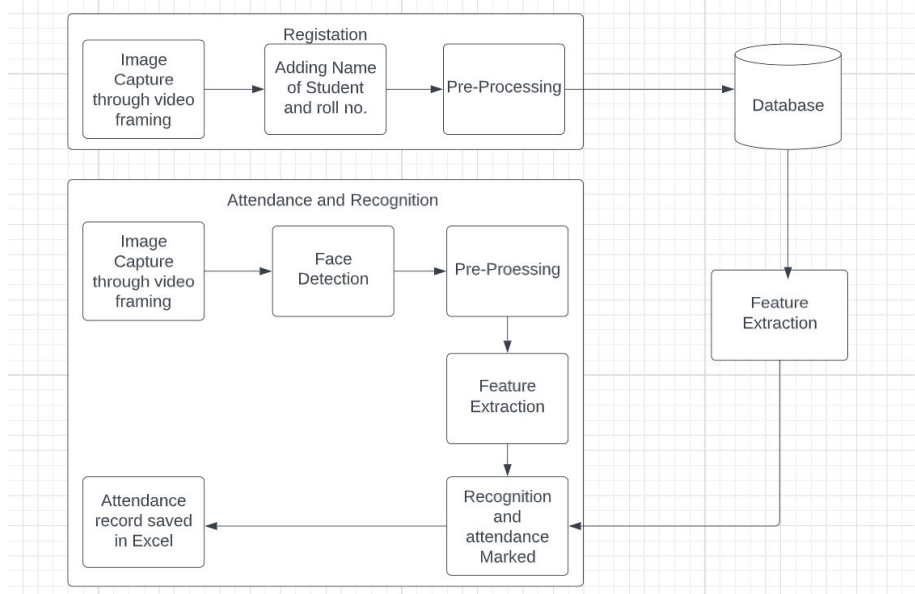 Registation
Image
Capture
through video
framing
Adding Name
of Student
and roll no.
Pre-Processing
Database
Attendance and Recognition
Image
Capture
through video
framing
Face
Detection
Pre-Proessing
Feature
Extraction
Feature
Extraction
Recognition
and
attendance
Marked
Attendance
record saved
in Excel